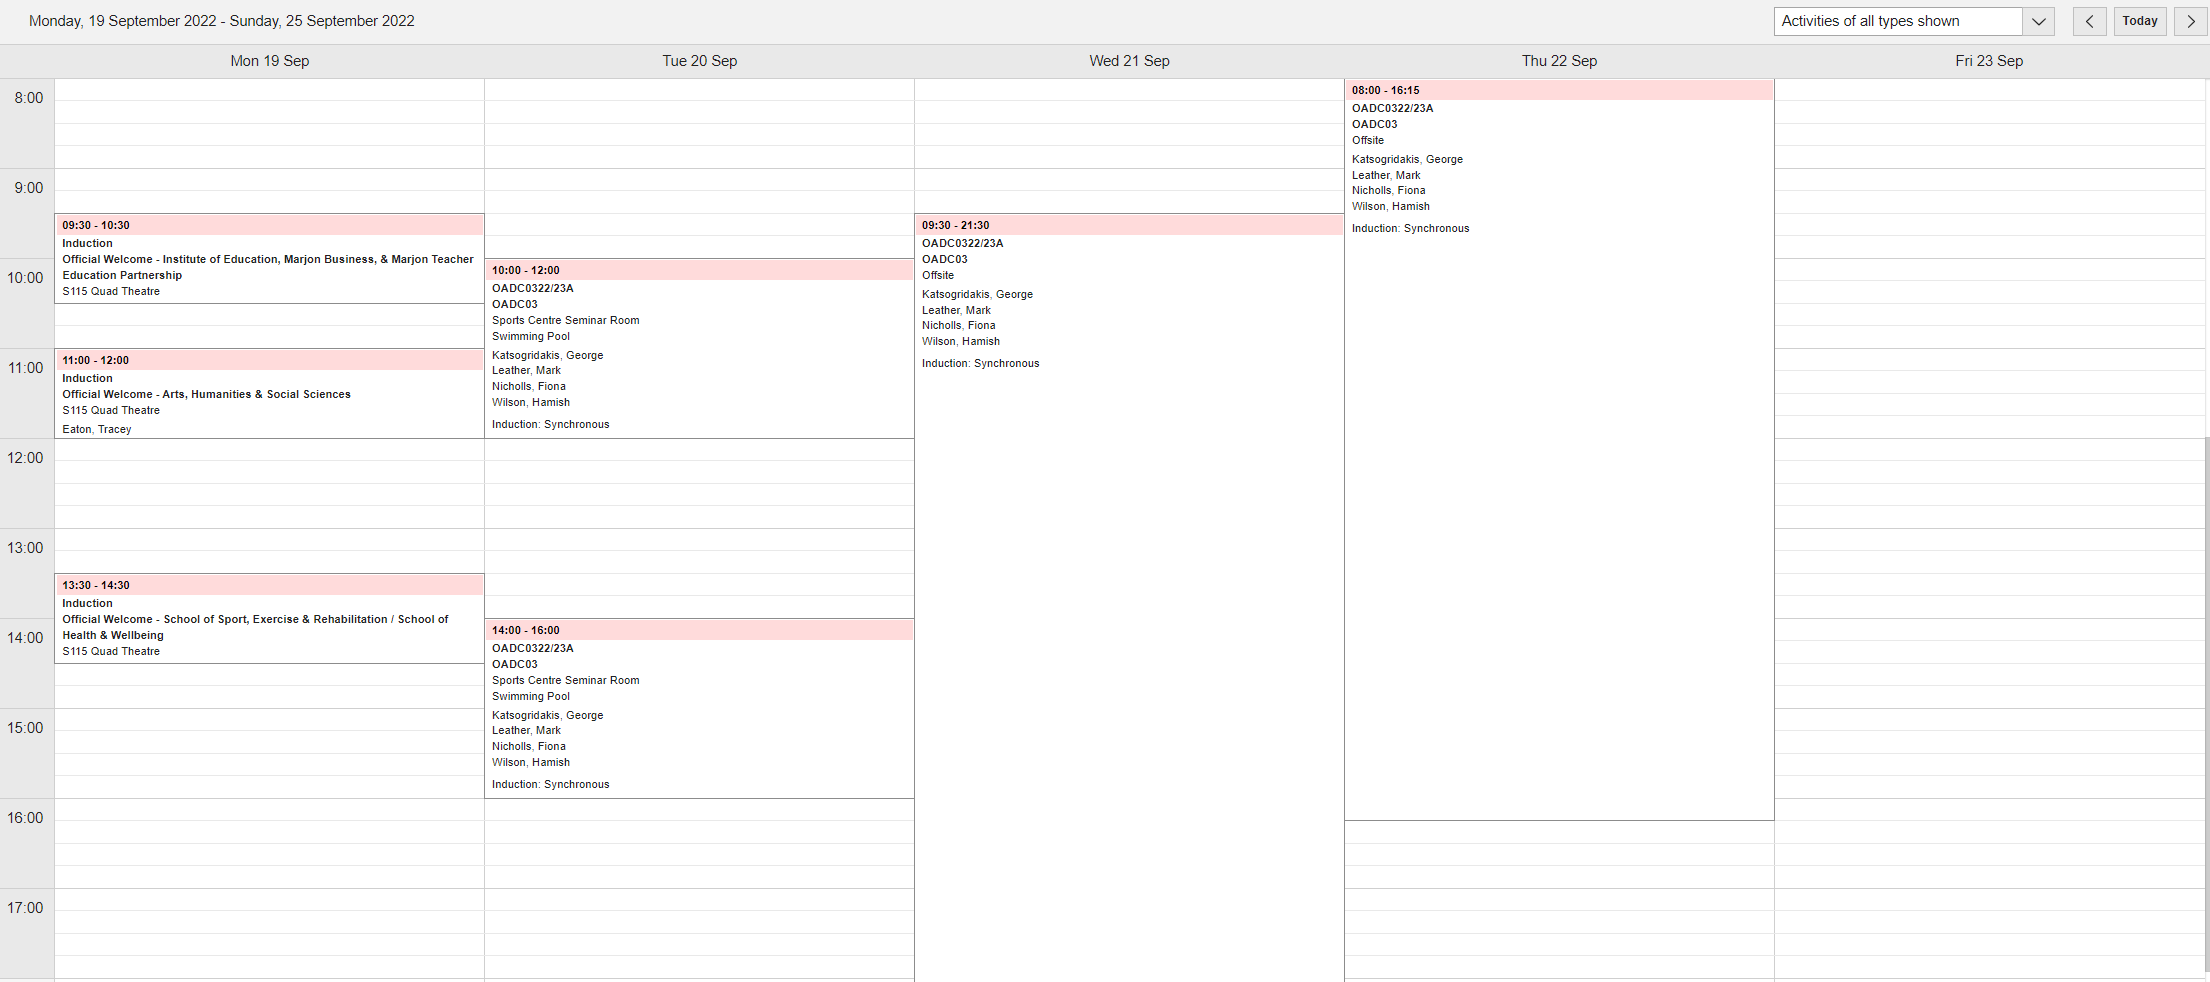 Monday, 19 September 2022 - Sunday, 25 September 2022
Activities of all types shown
Today
Mon 19 Sep
Tue 20 Sep
Wed 21 Sep
Thu 22 Sep
Fri 23 Sep
8:00
9:00
10:00
11:00
12:00
13:00
14:00
15:00
16:00
17:00
09:30 - 10:30
Induction
Official Welcome - Institute of Education, Marjon Business, & Marjon Teacher
Education Partnership
S115 Quad Theatre
11:00 - 12:00
Induction
Official Welcome - Arts, Humanities & Social Sciences
S115 Quad Theatre
Eaton, Tracey
13:30 - 14:30
Induction
Official Welcome - School of Sport, Exercise & Rehabilitation / School of
Health & Wellbeing
S115 Quad Theatre
10:00 - 12:00
OADC0322/23A
OADC03
Sports Centre Seminar Room
Swimming Pool
Katsogridakis, George
Leather, Mark
Nicholls, Fiona
Wilson, Hamish
Induction: Synchronous
14:00 - 16:00
OADC0322/23A
OADC03
Sports Centre Seminar Room
Swimming Pool
Katsogridakis, George
Leather, Mark
Nicholls, Fiona
Wilson, Hamish
Induction: Synchronous
09:30 - 21:30
OADC0322/23A
OADC03
Offsite
Katsogridakis, George
Leather, Mark
Nicholls, Fiona
Wilson, Hamish
Induction: Synchronous
08:00 - 16:15
OADC0322/23A
OADC03
Offsite
Katsogridakis, George
Leather, Mark
Nicholls, Fiona
Wilson, Hamish
Induction: Synchronous